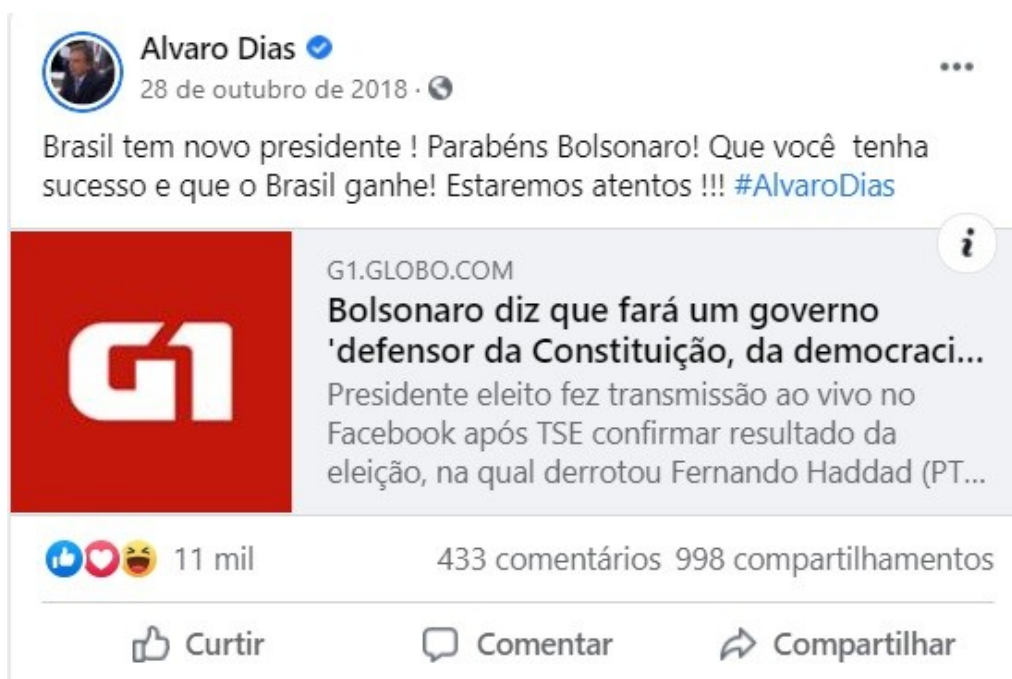 Alvaro Dias
28 de outubro de 2018 ·
Brasil tem novo presidente ! Parabéns Bolsonaro! Que você  tenha
sucesso e que o Brasil ganhe! Estaremos atentos !!! #AlvaroDias
G1
G1.GLOBO.COM
Bolsonaro diz que fará um governo
'defensor da Constituição, da democraci...
Presidente eleito fez transmissão ao vivo no
Facebook após TSE confirmar resultado da
eleição, na qual derrotou Fernando Haddad (PT...
11 mil
433 comentários 998 compartilhamentos
Curtir
Comentar
Compartilhar